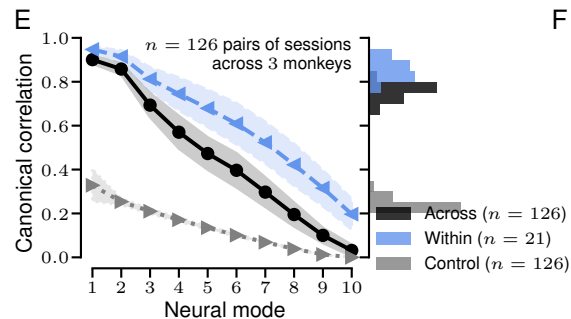 E
F
n = 126 pairs of sessions
across 3 monkeys
Canonical correlation
1.0
0.8
0.6
0.4
0.2
0.0
1 2 3 4 5 6 7 8 9 10
Neural mode
Across (n = 126)
Within (n = 21)
Control (n = 126)